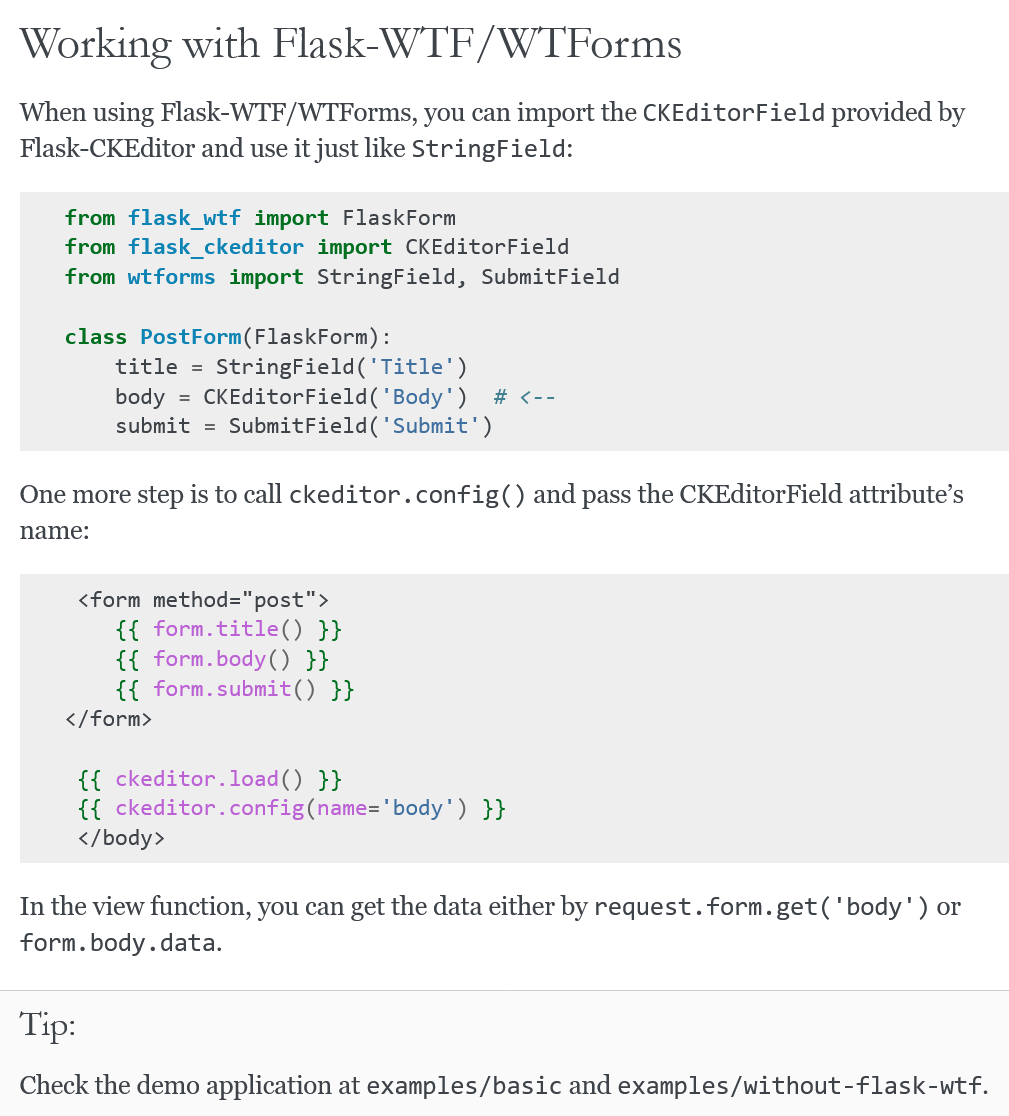 Working with Flask-WTF/WTForms
When using Flask-WTF/WTForms, you can import the CKEditorField provided by
Flask-CKEditor and use it just like StringField:
from flask_wtf import FlaskForm
from flask_ckeditor import CKEditorField
from wtforms import StringField, SubmitField
class PostForm(FlaskForm):
    title = StringField('Title')
    body = CKEditorField('Body')  # <--
    submit = SubmitField('Submit')
One more step is to call ckeditor.config() and pass the CKEditorField attribute’s
name:
 <form method="post">
    {{ form.title() }}
    {{ form.body() }}
    {{ form.submit() }}
</form>
 {{ ckeditor.load() }}
 {{ ckeditor.config(name='body') }}
 </body>
In the view function, you can get the data either by request.form.get('body') or
form.body.data.
Tip:
Check the demo application at examples/basic and examples/without-flask-wtf.